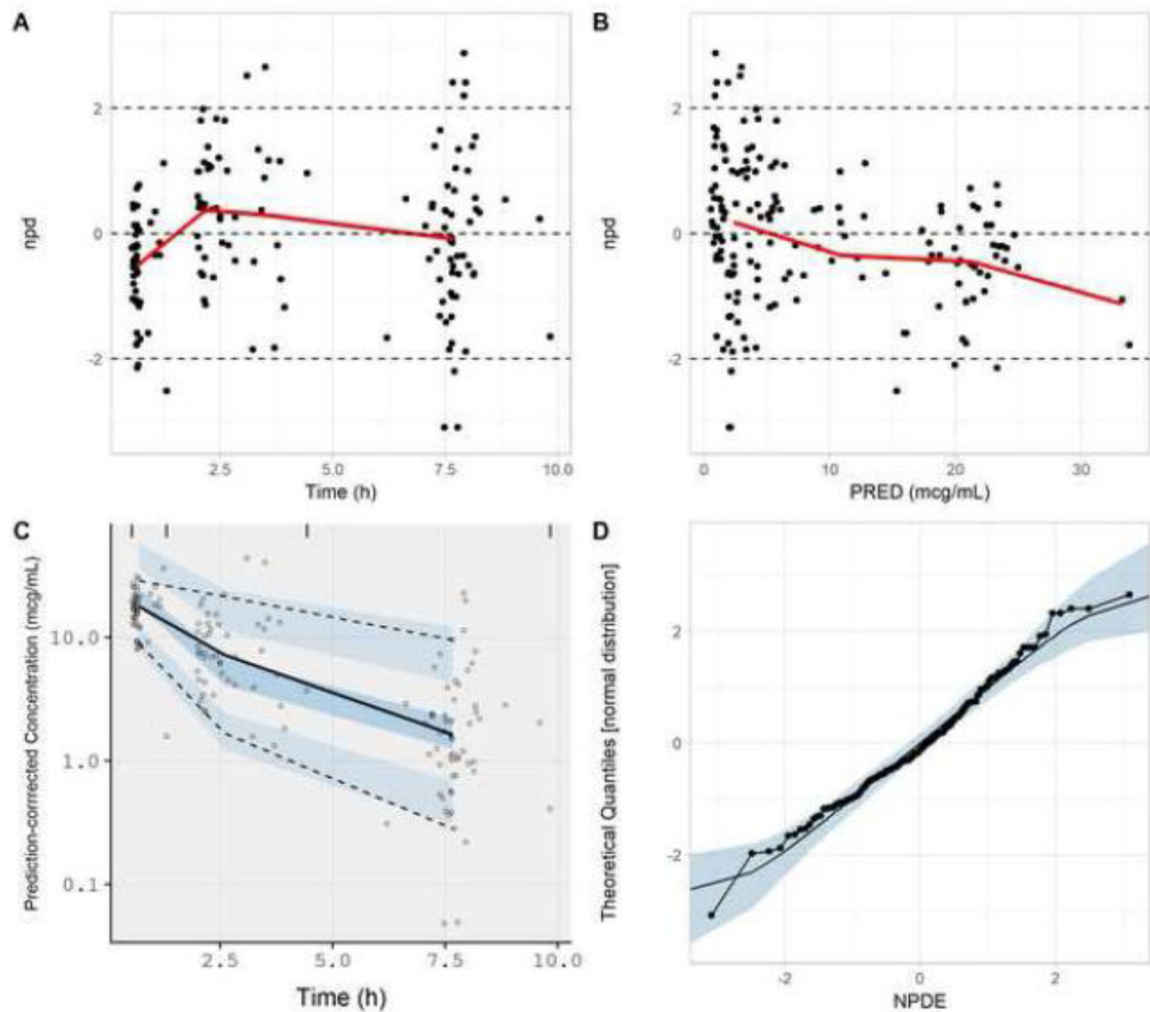 A
npd
2
0
-2
2.5
5.0
7.5
10.0
Time (h)
B
npd
2
0
-2
0
10
20
30
PRED (mcg/mL)
C
Prediction-corrrected Concentration (mcg/mL)
10.0
1.0
0.1
2.5
5.0
7.5
10.0
Time (h)
D
Theoretical Quantiles [normal distribution]
2
0
-2
-2
0
2
NPDE